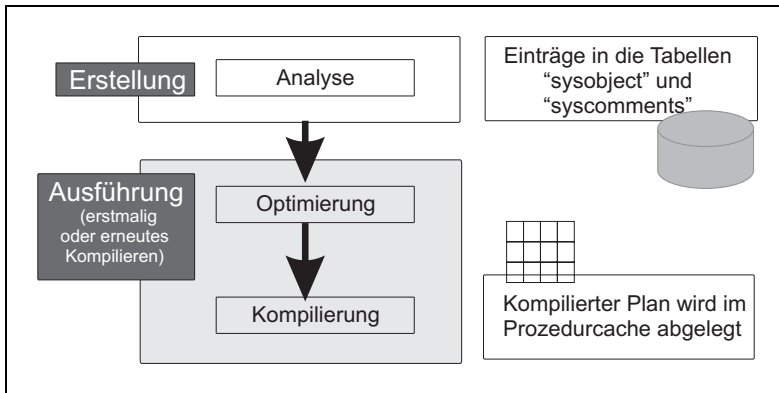 Erstellung
Analyse
Einträge in die Tabellen
“sysobject” und
“syscomments”
Ausführung
(erstmalig
oder erneutes
Kompilieren)
Optimierung
Kompilierung
Kompilierter Plan wird im
Prozedurcache abgelegt